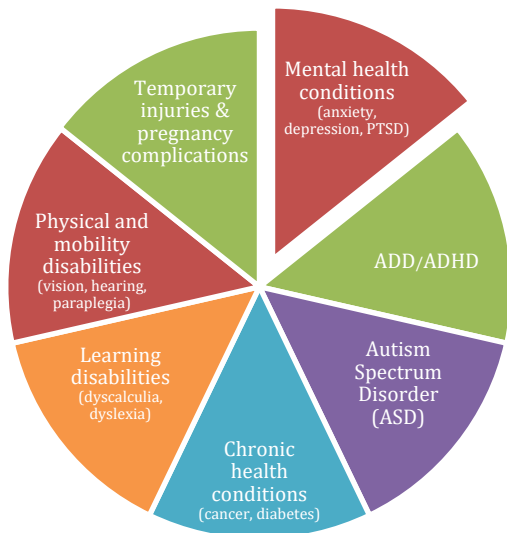 Mental health
conditions
(anxiety,
depression, PTSD)
ADD/ADHD
Autism
Spectrum
Disorder
(ASD)
Chronic
health
conditions
(cancer, diabetes)
Learning
disabilities
(dyscalculia,
dyslexia)
Physical and
mobility
disabilities
(vision, hearing,
paraplegia)
Temporary
injuries &
pregnancy
complications